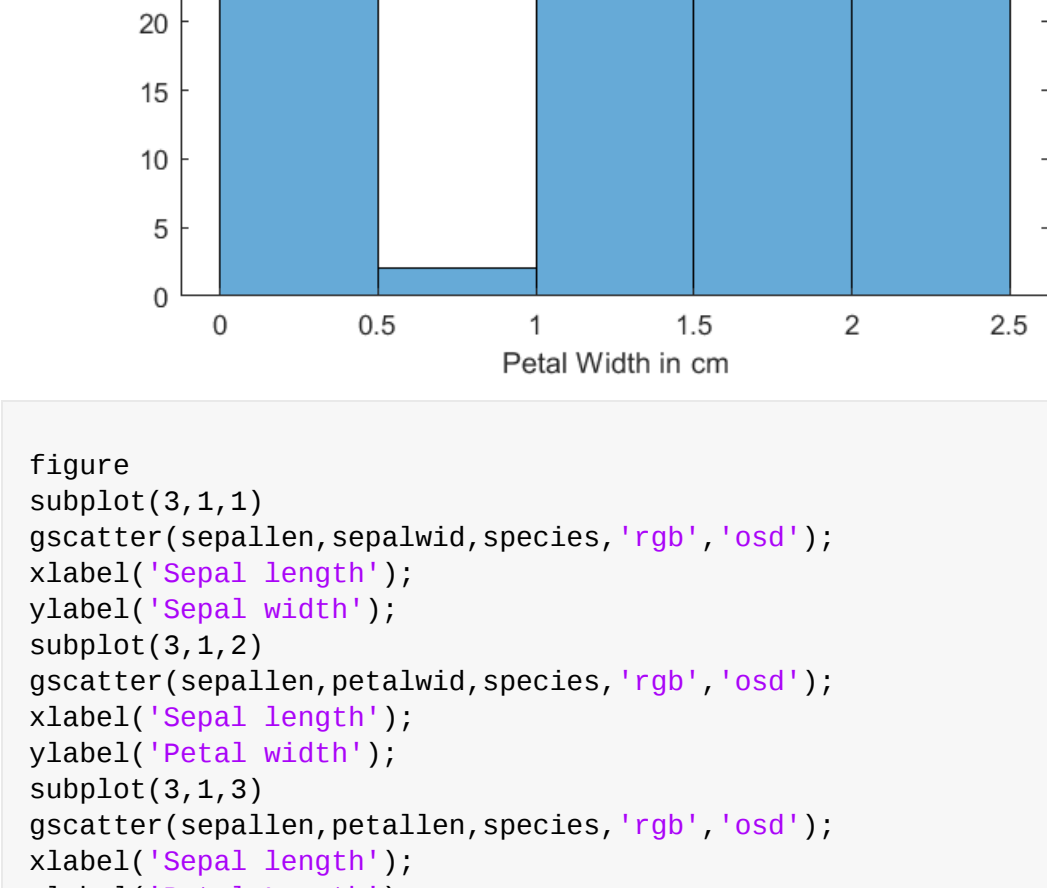 20
15
10
5
0
0 0.5 1 1.5 2 2.5
Petal Width in cm
figure
subplot(3,1,1)
gscatter(sepallen,sepalwid,species,'rgb','osd');
xlabel('Sepal length');
ylabel('Sepal width');
subplot(3,1,2)
gscatter(sepallen,petalwid,species,'rgb','osd');
xlabel('Sepal length');
ylabel('Petal width');
subplot(3,1,3)
gscatter(sepallen,petallen,species,'rgb','osd');
xlabel('Sepal length');